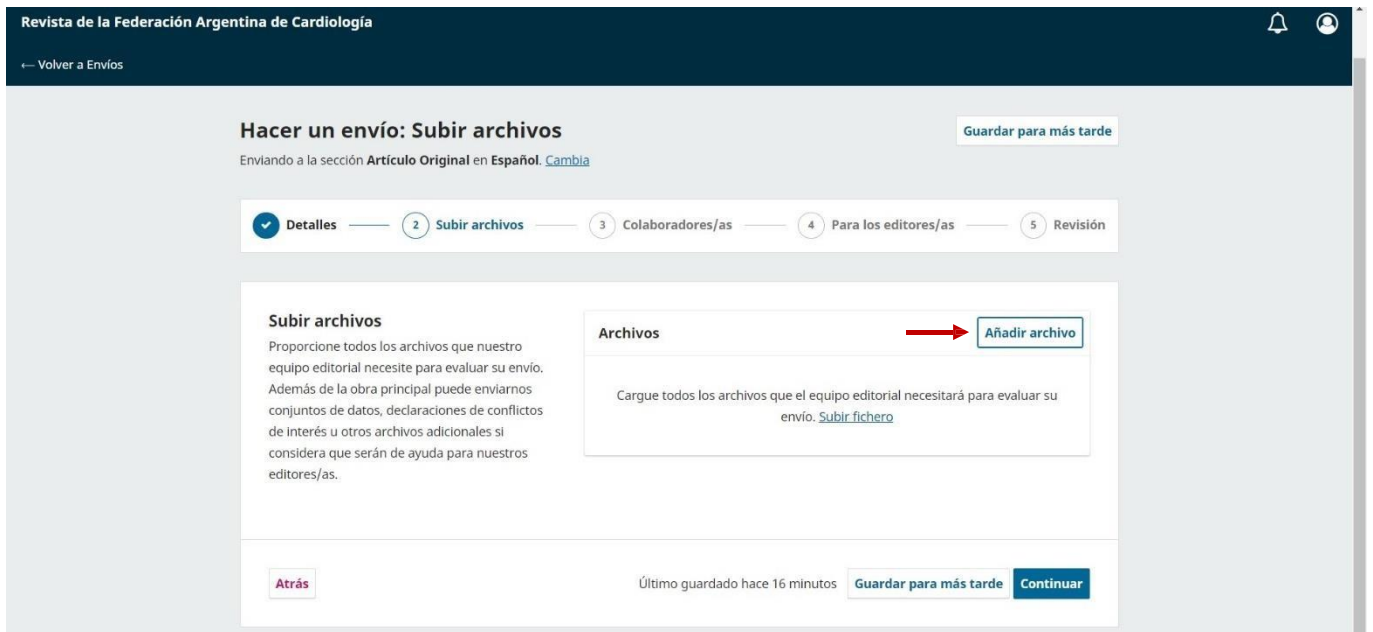 Revista de la Federación Argentina de Cardiología
← Volver a Envíos
Hacer un envío: Subir archivos
Guardar para más tarde
Enviando a la sección Artículo Original en Español. Cambia
Detalles
2 Subir archivos
3 Colaboradores/as
4 Para los editores/as
5 Revisión
Subir archivos
Proporcione todos los archivos que nuestro
equipo editorial necesite para evaluar su envío.
Además de la obra principal puede enviarnos
conjuntos de datos, declaraciones de conflictos
de interés u otros archivos adicionales si
considera que serán de ayuda para nuestros
editores/as.
Archivos
Añadir archivo
Cargue todos los archivos que el equipo editorial necesitará para evaluar su
envío. Subir fichero
Atrás
Último guardado hace 16 minutos
Guardar para más tarde
Continuar